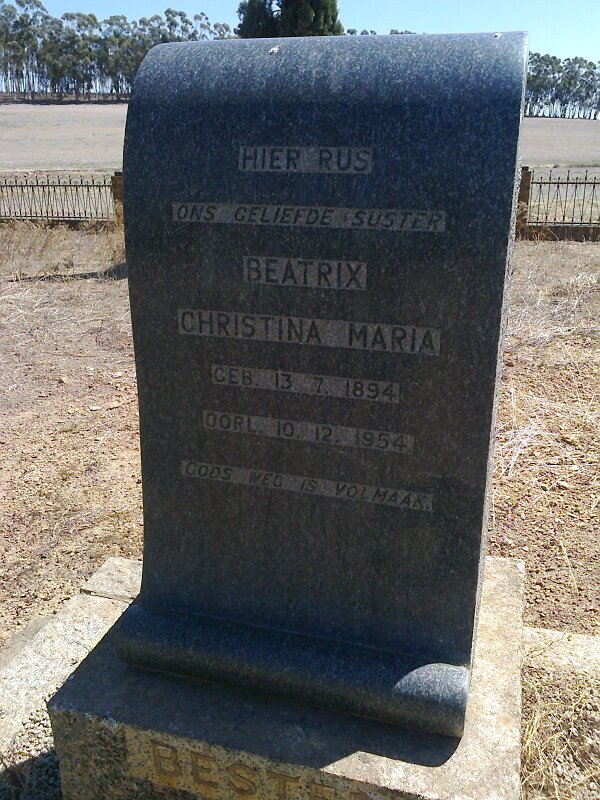 HIER RUS
ONS GELIEFDE SUSTER
BEATRIX
CHRISTINA MARIA
GEB. 13. 7. 1894
OORL. 10. 12. 1954
GODS WEG IS VOLMAAK.
BESTER